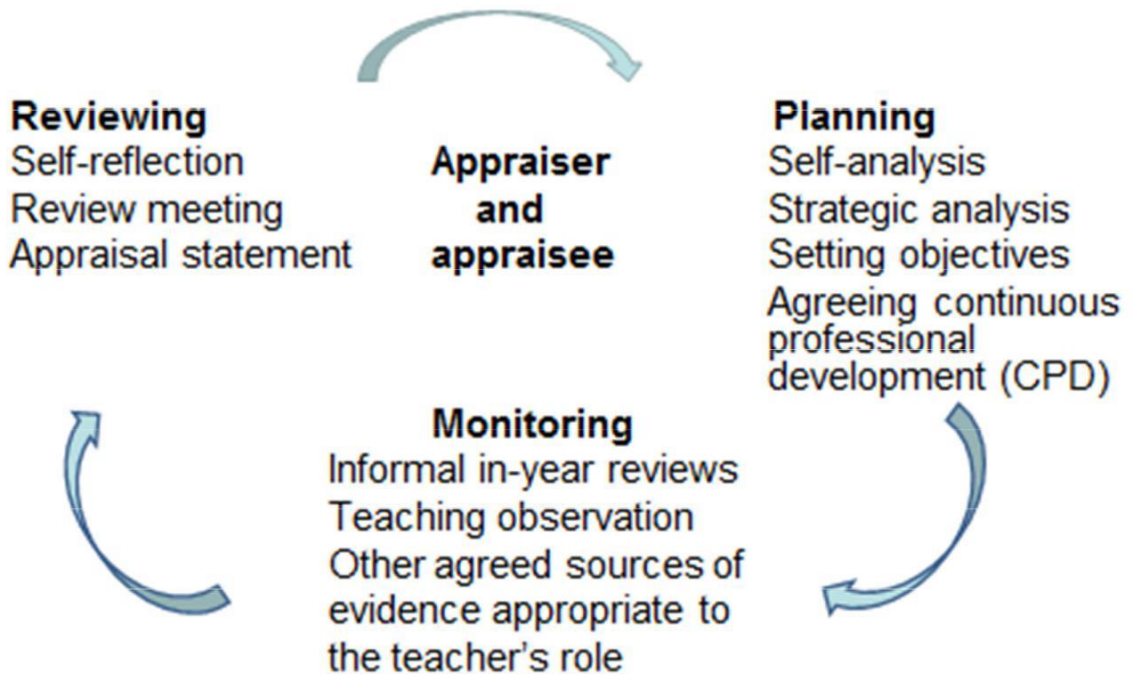 Reviewing
Self-reflection
Review meeting
Appraisal statement
Appraiser
and
appraisee
Planning
Self-analysis
Strategic analysis
Setting objectives
Agreeing continuous
professional
development (CPD)
Monitoring
Informal in-year reviews
Teaching observation
Other agreed sources of
evidence appropriate to
the teacher's role